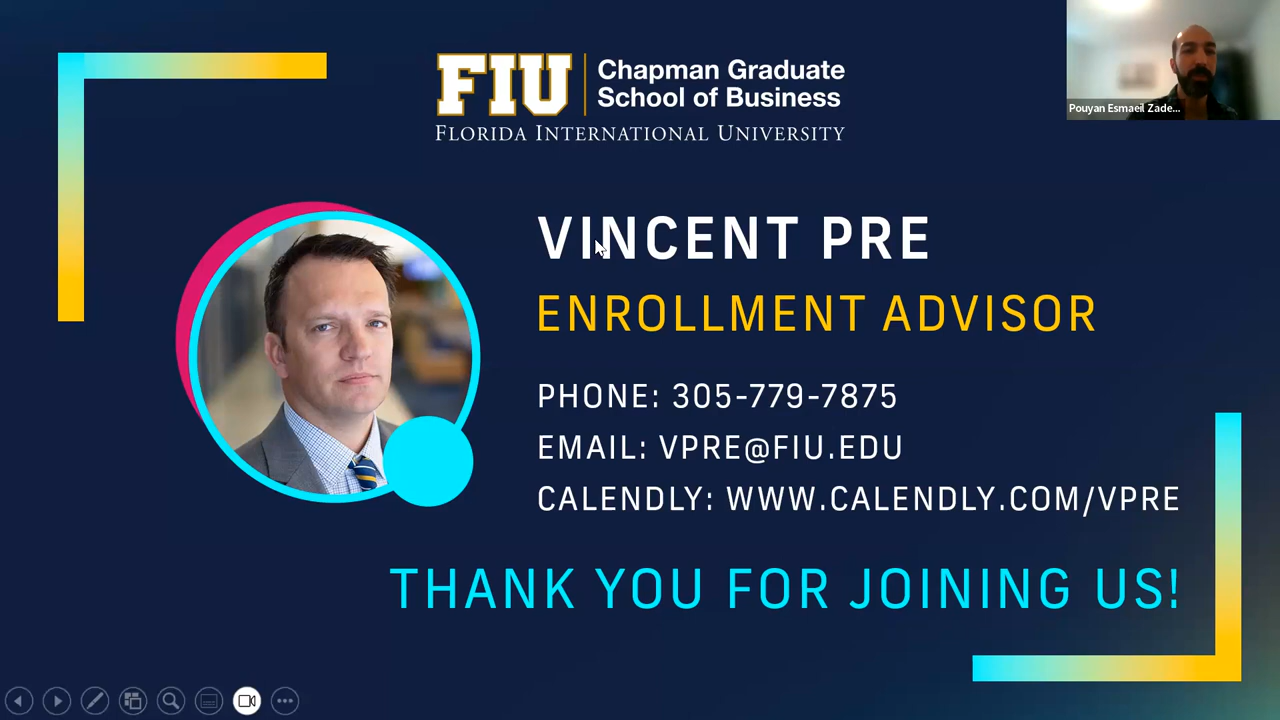 FIU
Chapman Graduate
School of Business
FLORIDA INTERNATIONAL UNIVERSITY
Pouyan Esmaeil Zade...
VINCENT PRE
ENROLLMENT ADVISOR
PHONE: 305-779-7875
EMAIL: VPRE@FIU.EDU
CALENDLY: WWW.CALENDLY.COM/VPRE
THANK YOU FOR JOINING US!